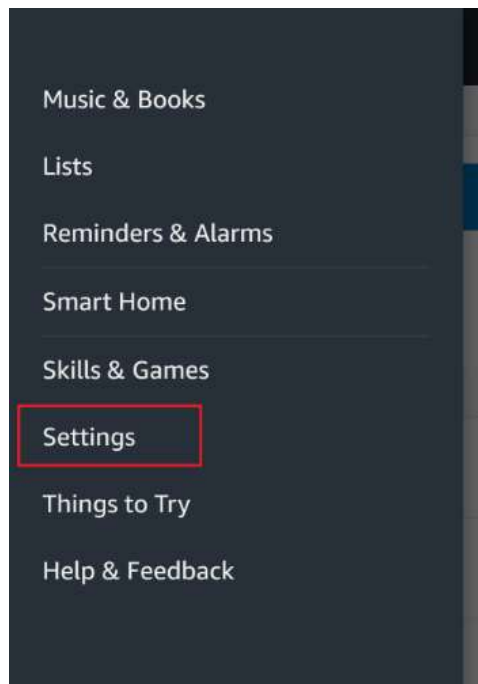 Music & Books
Lists
Reminders & Alarms
Smart Home
Skills & Games
Settings
Things to Try
Help & Feedback